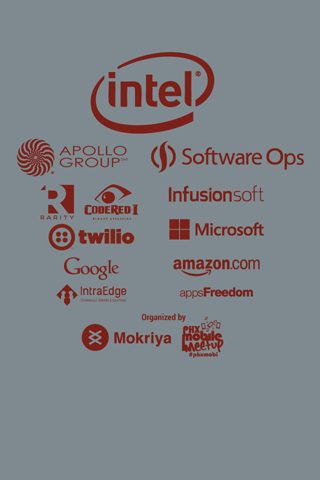 intel®
APOLLO
GROUP
Software Ops
RARITY
CODERED I
Infusionsoft
twilio
Microsoft
Google
amazon.com
IntraEdge
appsFreedom
Organized by
Mokriya
PHX
mobile
MEETUP
#phxmobi